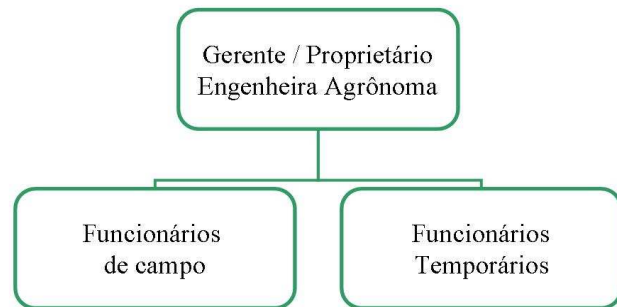 Gerente / Proprietário
Engenheira Agrônoma
Funcionários
de campo
Funcionários
Temporários